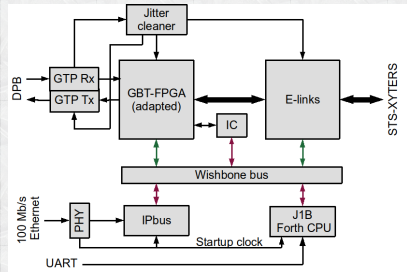 Jitter
cleaner
DPB
GTP Rx
GTP Tx
GBT-FPGA
(adapted)
IC
E-links
STS-XYTERS
Wishbone bus
100 Mb/s
Ethernet
PHY
IPbus
J1B
Forth CPU
Startup clock
UART